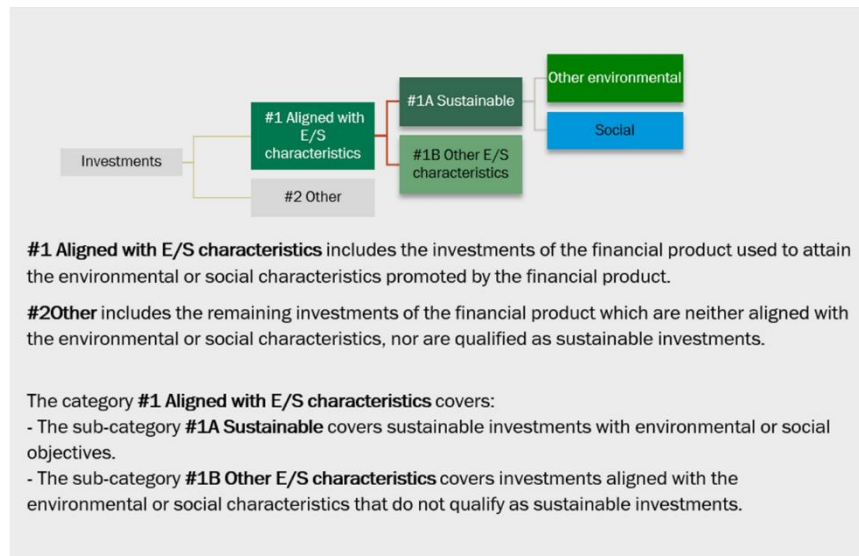 Investments
#1 Aligned with
E/S
characteristics
#2 Other
#1A Sustainable
#1B Other E/S
characteristics
Other environmental
Social
#1 Aligned with E/S characteristics includes the investments of the financial product used to attain
the environmental or social characteristics promoted by the financial product.
#2Other includes the remaining investments of the financial product which are neither aligned with
the environmental or social characteristics, nor are qualified as sustainable investments.
The category #1 Aligned with E/S characteristics covers:
- The sub-category #1A Sustainable covers sustainable investments with environmental or social
objectives.
- The sub-category #1B Other E/S characteristics covers investments aligned with the
environmental or social characteristics that do not qualify as sustainable investments.